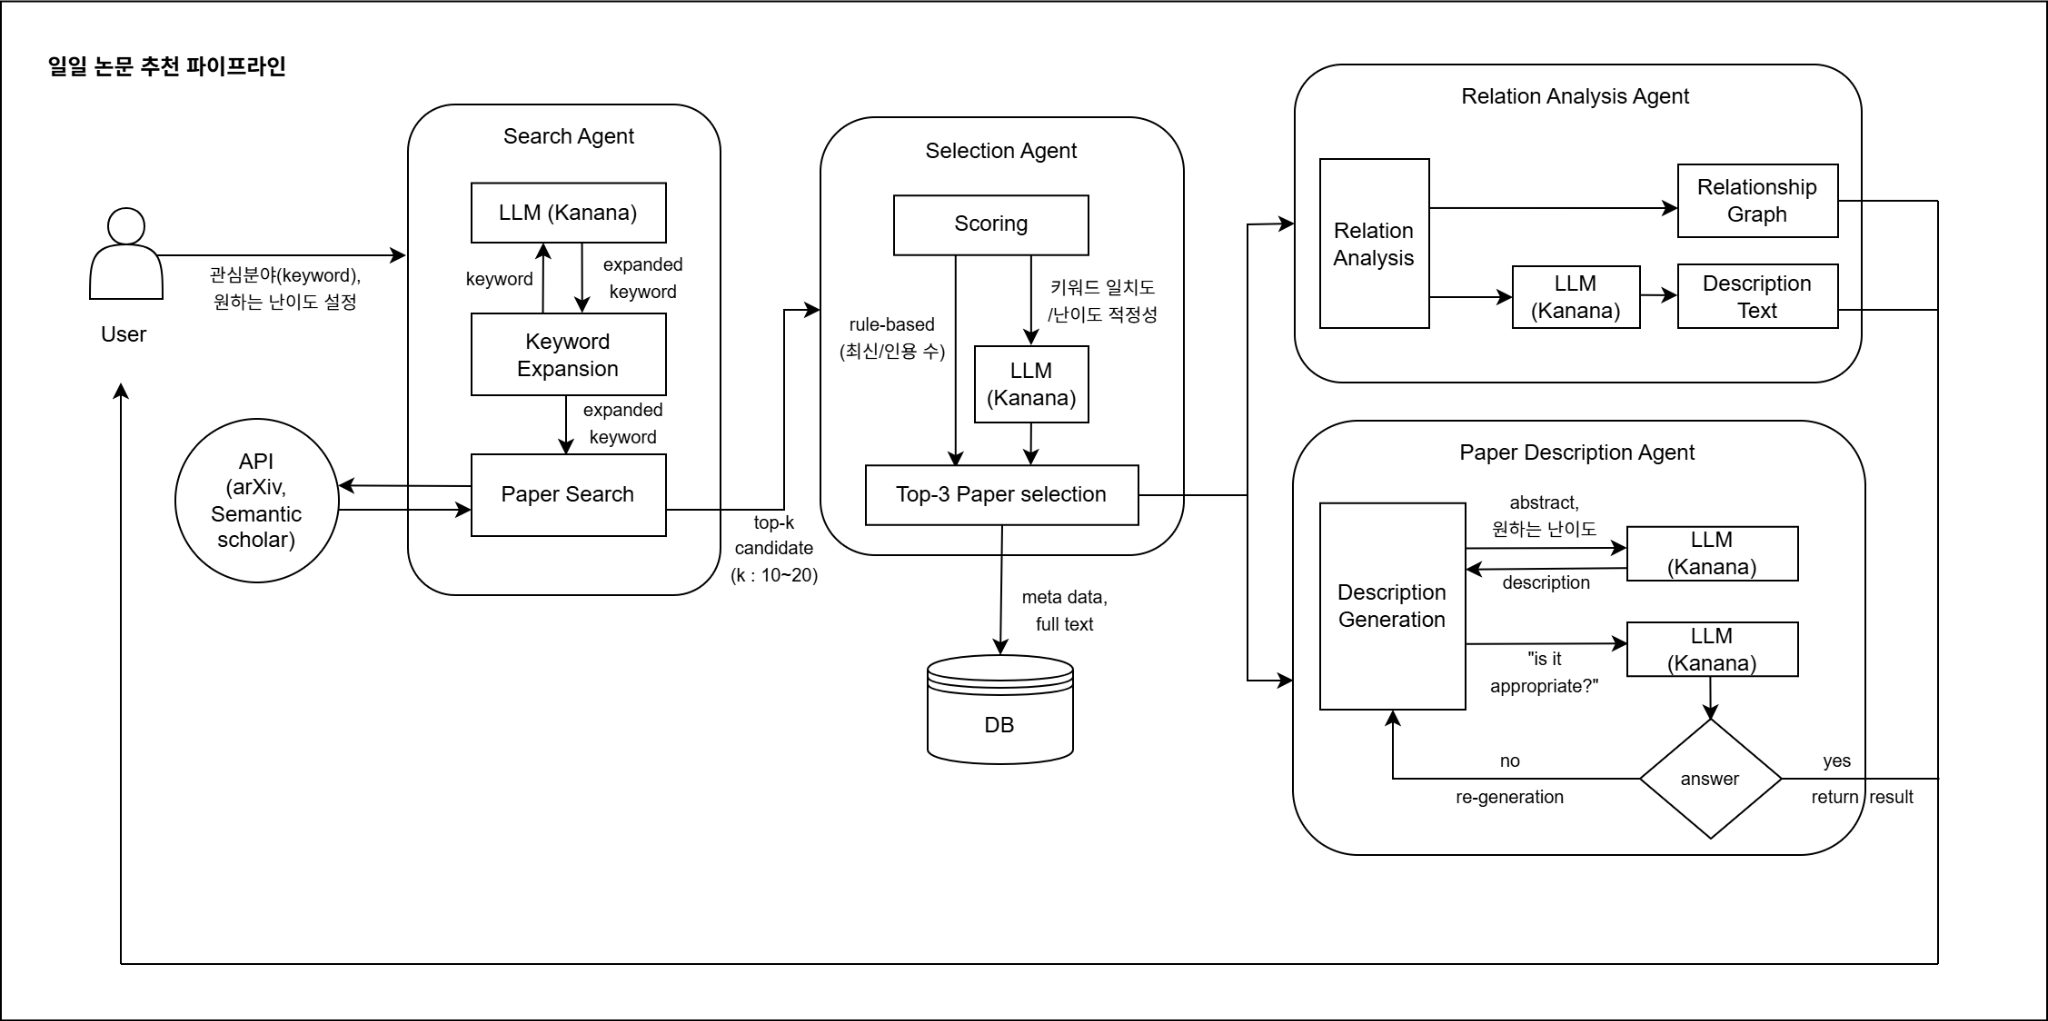 일일 논문 추천 파이프라인
User
관심분야(keyword),
원하는 난이도 설정
API
(arXiv,
Semantic
scholar)
Search Agent
LLM (Kanana)
keyword
expanded
keyword
Keyword
Expansion
expanded
keyword
Paper Search
top-k
candidate
(k : 10~20)
Selection Agent
Scoring
rule-based
(최신/인용 수)
키워드 일치도
/난이도 적정성
LLM
(Kanana)
Top-3 Paper selection
meta data,
full text
DB
Relation Analysis Agent
Relation
Analysis
Relationship
Graph
LLM
(Kanana)
Description
Text
Paper Description Agent
Description
Generation
abstract,
원하는 난이도
LLM
(Kanana)
description
"is it
appropriate?"
LLM
(Kanana)
answer
no
re-generation
yes
return result